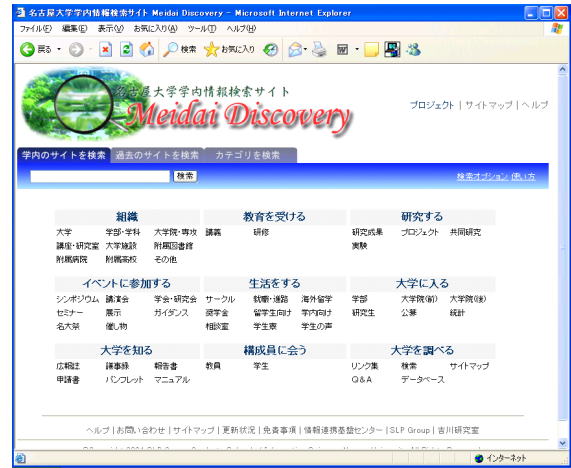 名古屋大学学内情報検索サイト Meidai Discovery - Microsoft Internet Explorer
ファイル(F) 編集(E) 表示(V) お気に入り(A) ツール(T) ヘルプ(H)
戻る 検索 お気に入り
名古屋大学学内情報検索サイト
Meidai Discovery
プロジェクト | サイトマップ | ヘルプ
学内のサイトを検索 過去のサイトを検索 カテゴリを検索
検索 検索オプション 使い方
組織 教育を受ける 研究する
大学 学部・学科 大学院・専攻 講義 研修 研究成果 プロジェクト 共同研究
講座・研究室 大学施設 附属図書館 実験
附属病院 附属高校 その他
イベントに参加する 生活をする 大学に入る
シンポジウム 講演会 学会・研究会 サークル 就職・進路 海外留学 学部 大学院(前) 大学院(後)
セミナー 展示 ガイダンス 奨学金 留学生向け 学内向け 研究生 公募 統計
名大祭 催し物 相談室 学生寮 学生の声
大学を知る 構成員に会う 大学を調べる
広報誌 議事録 報告書 教員 学生 リンク集 検索 サイトマップ
申請書 パンフレット マニュアル Q&A データベース
ヘルプ | お問い合わせ | サイトマップ | 更新状況 | 免責事項 | 情報連携基盤センター | SLP Group | 吉川研究室
インターネット